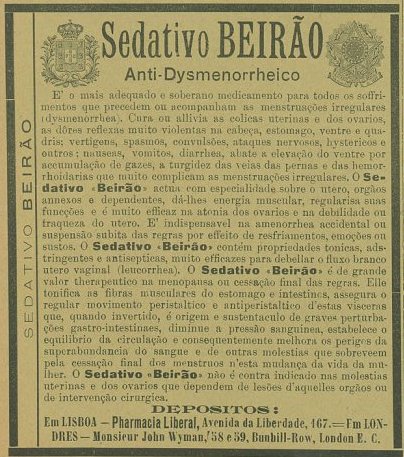 Sedativo BEIRÃO
Anti-Dysmenorrheico
SEDATIVO BEIRÃO
E' o mais adequado e soberano medicamento para todos os soffri-
mentos que precedem ou acompanham as menstruações irregulares
(dysmenorrhea). Cura ou allivia as colicas uterinas e dos ovarios,
as dôres reflexas muito violentas na cabeça, estomago, ventre e qua-
dris; vertigens, spasmos, convulsões, ataques nervosos, hystericos e
outros; nauseas, vomitos, diarrhea, abate a elevação do ventre por
accumulação de gazes, a turgidez das veias das pernas e das hemor-
rhoidarias que muito complicam as menstruações irregulares. O Se-
dativo «Beirão» actua com especialidade sobre o utero, orgãos
annexos e dependentes, dá-lhes energia muscular, regularisa suas
funcções e é muito efficaz na atonia dos ovarios e na debilidade ou
fraqueza do utero. E' indispensavel na amenorrhea accidental ou
suspensão subita das regras por effeito de resfriamentos, emoções ou
sustos. O Sedativo «Beirão» contém propriedades tonicas, ads-
tringentes e antisepticas, muito efficazes para debellar o fluxo branco
utero vaginal (leucorrhea). O Sedativo «Beirão» é de grande
valor therapeutico na menopausa ou cessação final das regras. Elle
tonifica as fibras musculares do estomago e intestinos, assegura o
regular movimento peristaltico e antiperistaltico d'estas visceras
que, quando invertido, é origem e sustentaculo de graves perturba-
ções gastro-intestinaes, diminue a pressão sanguinea, estabelece o
equilibrio da circulação e consequentemente melhora os perigos da
superabundancia do sangue e de outras molestias que sobreveem
pela cessação final dos menstruos n'esta mudança da vida da mu-
lher. O Sedativo «Beirão» não é contra indicado nas molestias
uterinas e dos ovarios que dependem de lesões d'aquelles orgãos ou
de intervenção cirurgica.
DEPOSITOS:
Em LISBOA — Pharmacia Liberal, Avenida da Liberdade, 167. — Em LON-
DRES — Monsieur John Wyman, 58 e 59, Bunhill-Row, London E. C.